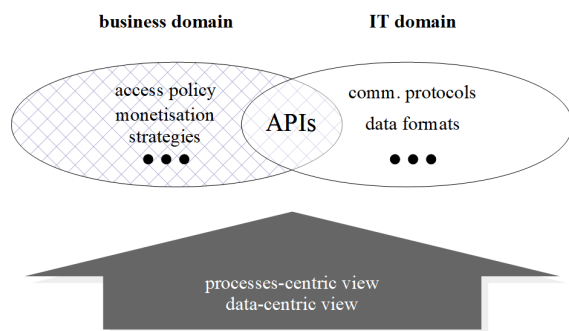 business domain
IT domain
access policy
monetisation
strategies
APIs
comm. protocols
data formats
processes-centric view
data-centric view